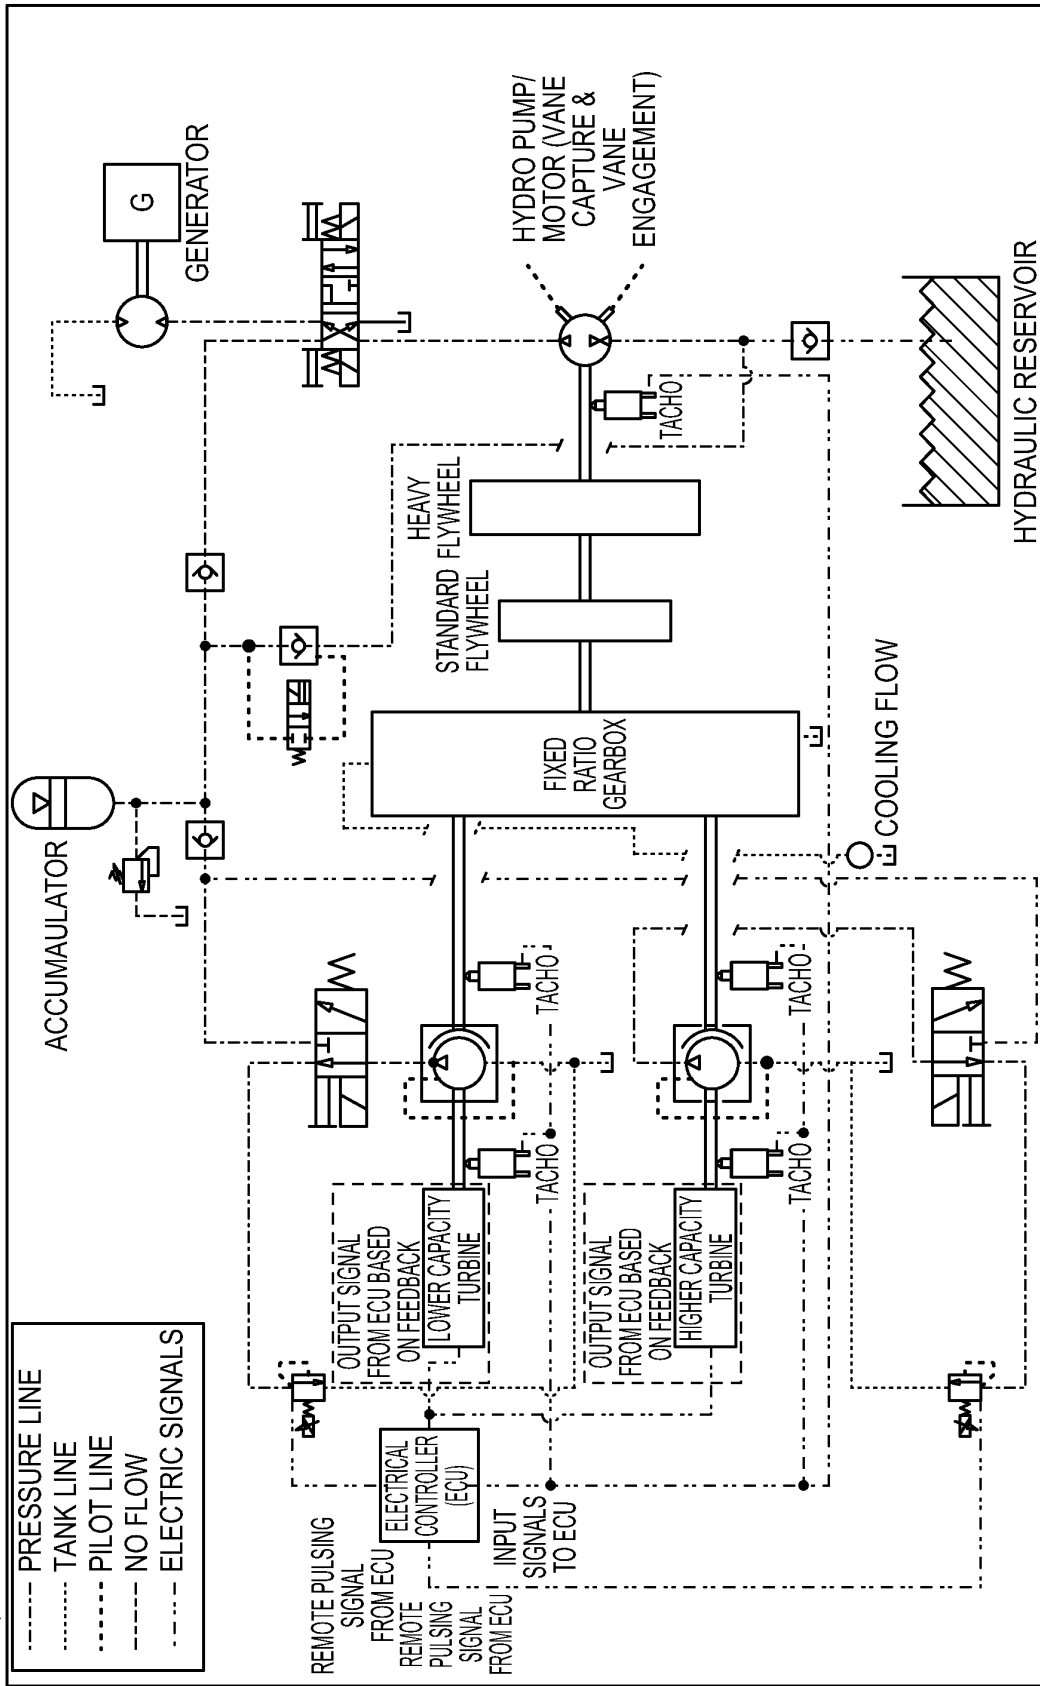 PRESSURE LINE
TANK LINE
PILOT LINE
NO FLOW
ELECTRIC SIGNALS
ACCUMAULATOR
G
GENERATOR
REMOTE PULSING
SIGNAL
FROM ECU
REMOTE
PULSING
SIGNAL
FROM ECU
ELECTRICAL
CONTROLLER
(ECU)
INPUT
SIGNALS
TO ECU
OUTPUT SIGNAL
FROM ECU BASED
ON FEEDBACK
LOWER CAPACITY
TURBINE
TACHO
TACHO
OUTPUT SIGNAL
FROM ECU BASED
ON FEEDBACK
HIGHER CAPACITY
TURBINE
TACHO
TACHO
FIXED
RATIO
GEARBOX
COOLING FLOW
STANDARD
FLYWHEEL
HEAVY
FLYWHEEL
TACHO
HYDRO PUMP/
MOTOR (VANE
CAPTURE &
VANE
ENGAGEMENT)
HYDRAULIC RESERVOIR